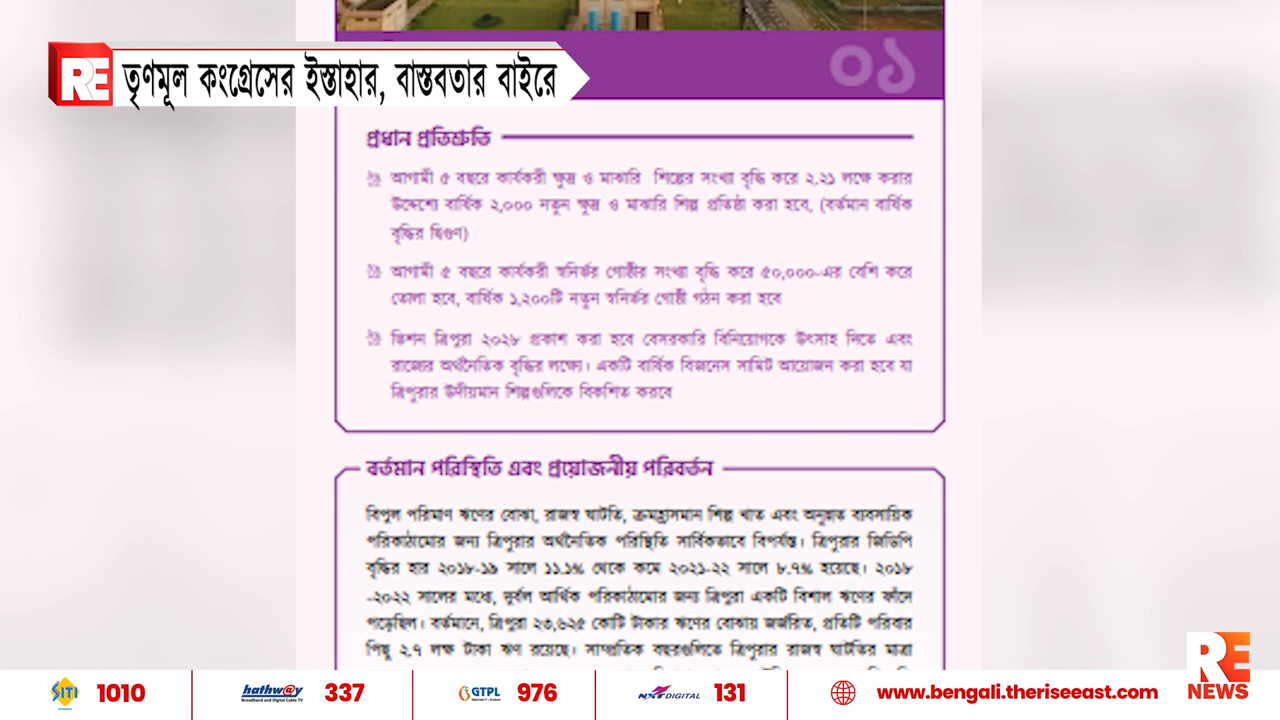 ০১
RE তৃণমূল কংগ্রেসের ইস্তাহার, বাস্তবতার বাইরে
প্রধান প্রতিশ্রুতি
আগামী ৫ বছরে কার্যকরী ক্ষুদ্র ও মাঝারি শিল্পের সংখ্যা বৃদ্ধি করে ২.২১ লক্ষে করার
উদ্দেশ্যে বার্ষিক ২,০০০ নতুন ক্ষুদ্র ও মাঝারি শিল্প প্রতিষ্ঠা করা হবে, (বর্তমান বার্ষিক
বৃদ্ধির দ্বিগুণ)
আগামী ৫ বছরে কার্যকরী স্বনির্ভর গোষ্ঠীর সংখ্যা বৃদ্ধি করে ৫০,০০০-এর বেশি করে
তোলা হবে, বার্ষিক ১,২০০টি নতুন স্বনির্ভর গোষ্ঠী গঠন করা হবে
ভিশন ত্রিপুরা ২০২৮ প্রকাশ করা হবে বেসরকারি বিনিয়োগকে উৎসাহ দিতে এবং
রাজ্যের অর্থনৈতিক বৃদ্ধির লক্ষ্যে। একটি বার্ষিক বিজনেস সামিট আয়োজন করা হবে যা
ত্রিপুরার উদীয়মান শিল্পগুলিকে বিকশিত করবে
বর্তমান পরিস্থিতি এবং প্রয়োজনীয় পরিবর্তন
বিপুল পরিমাণ ঋণের বোঝা, রাজস্ব ঘাটতি, ক্রমহ্রাসমান শিল্প খাত এবং অনুন্নত ব্যবসায়িক
পরিকাঠামোর জন্য ত্রিপুরার অর্থনৈতিক পরিস্থিতি সার্বিকভাবে বিপর্যস্ত। ত্রিপুরার জিডিপি
বৃদ্ধির হার ২০১৮-১৯ সালে ১১.১% থেকে কমে ২০২১-২২ সালে ৮.৭% হয়েছে। ২০১৮
-২০২২ সালের মধ্যে, দুর্বল আর্থিক পরিকাঠামোর জন্য ত্রিপুরা একটি বিশাল ঋণের ফাঁদে
পড়েছিল। বর্তমানে, ত্রিপুরা ২৩,৬২৫ কোটি টাকার ঋণের বোঝায় জর্জরিত, প্রতিটি পরিবার
পিছু ২.৭ লক্ষ টাকা ঋণ রয়েছে। সাম্প্রতিক বছরগুলিতে ত্রিপুরার রাজস্ব ঘাটতির মাত্রা
RE
NEWS
SITI 1010 hathw@y Broadband and Digital Cable TV 337 GTPL 976 NXT DIGITAL 131 www.bengali.theriseeast.com